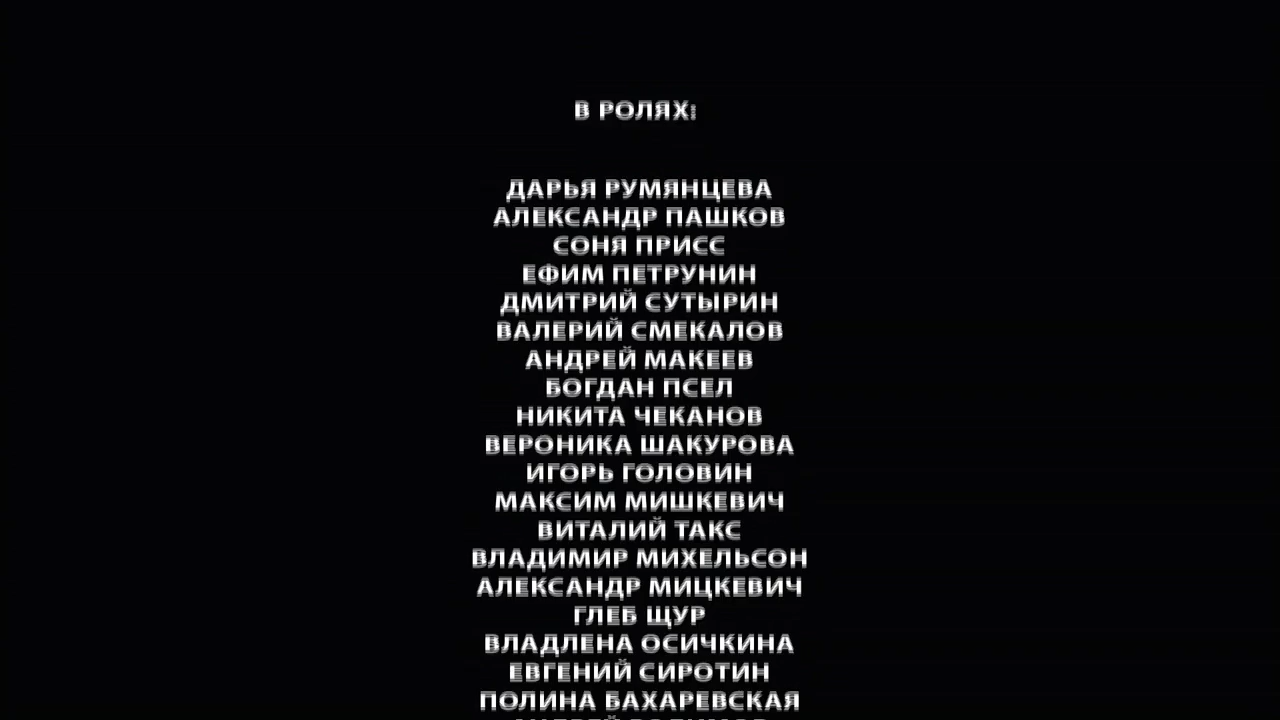 В РОЛЯХ:
ДАРЬЯ РУМЯНЦЕВА
АЛЕКСАНДР ПАШКОВ
СОНЯ ПРИСС
ЕФИМ ПЕТРУНИН
ДМИТРИЙ СУТЫРИН
ВАЛЕРИЙ СМЕКАЛОВ
АНДРЕЙ МАКЕЕВ
БОГДАН ПСЕЛ
НИКИТА ЧЕКАНОВ
ВЕРОНИКА ШАКУРОВА
ИГОРЬ ГОЛОВИН
МАКСИМ МИШКЕВИЧ
ВИТАЛИЙ ТАКС
ВЛАДИМИР МИХЕЛЬСОН
АЛЕКСАНДР МИЦКЕВИЧ
ГЛЕБ ЩУР
ВЛАДЛЕНА ОСИЧКИНА
ЕВГЕНИЙ СИРОТИН
ПОЛИНА БАХАРЕВСКАЯ